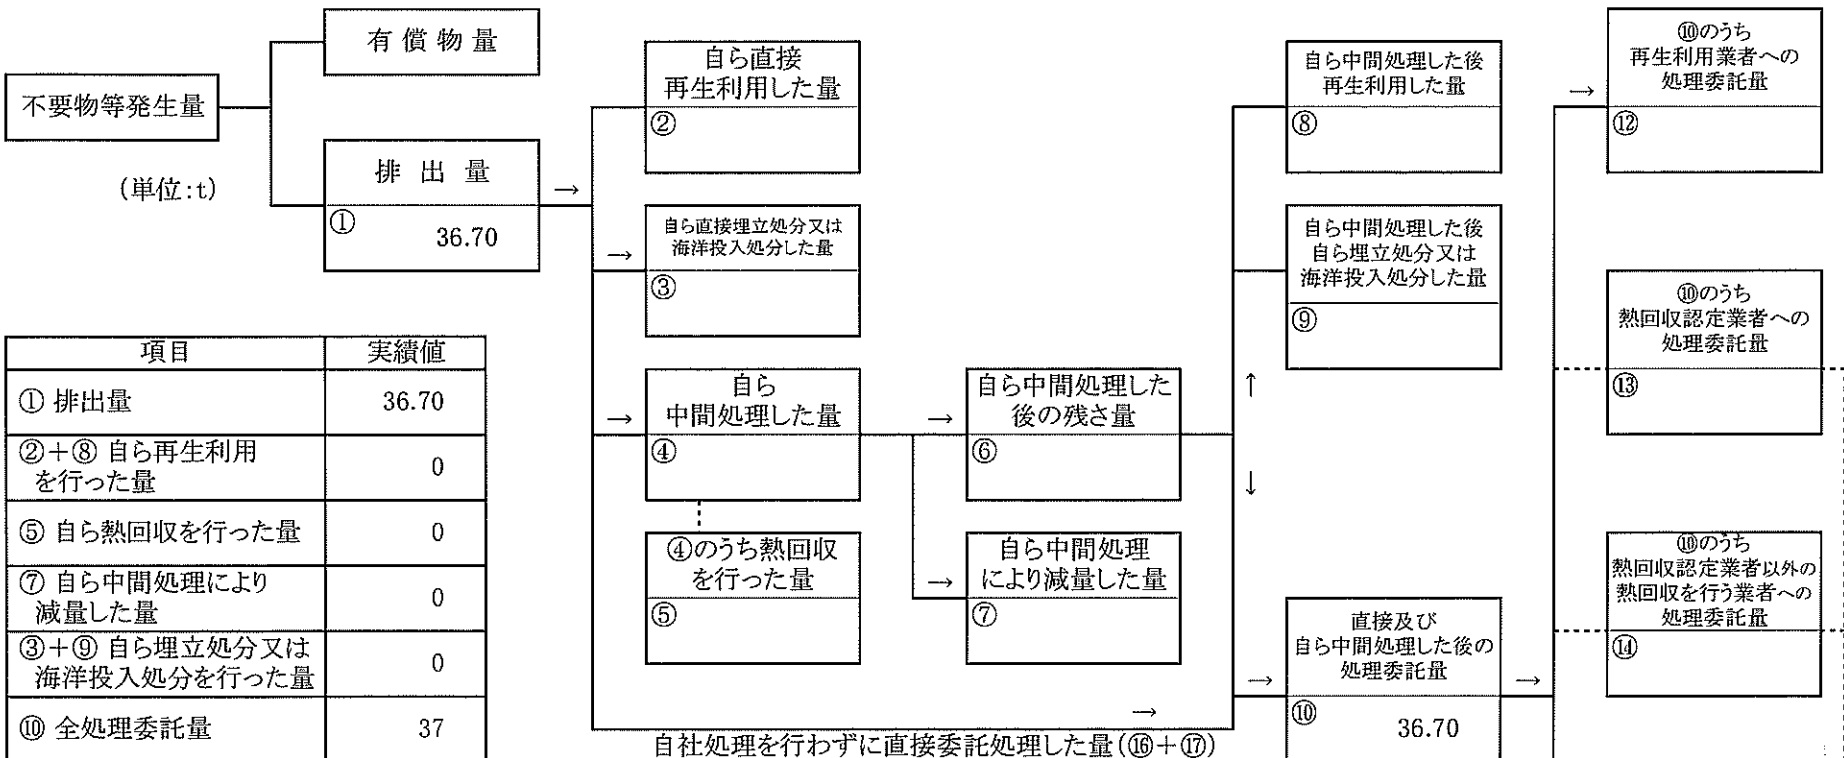 不要物等発生量
(単位:t)
有償物量
排出量
①
36.70
→
自ら直接
再生利用した量
②
→
自ら直接埋立処分又は
海洋投入処分した量
③
→
自ら
中間処理した量
④
④のうち熱回収
を行った量
⑤
→
自ら中間処理した
後の残さ量
⑥
→
自ら中間処理
により減量した量
⑦
→
自社処理を行わずに直接委託処理した量(⑯+⑰)
↑
↓
自ら中間処理した後
再生利用した量
⑧
自ら中間処理した後
自ら埋立処分又は
海洋投入処分した量
⑨
→
直接及び
自ら中間処理した後の
処理委託量
⑩
36.70
→
→
⑩のうち
再生利用業者への
処理委託量
⑫
⑩のうち
熱回収認定業者への
処理委託量
⑬
⑩のうち
熱回収認定業者以外の
熱回収を行う業者への
処理委託量
⑭
項目 実績値
① 排出量 36.70
②+⑧ 自ら再生利用
を行った量 0
⑤ 自ら熱回収を行った量 0
⑦ 自ら中間処理により
減量した量 0
③+⑨ 自ら埋立処分又は
海洋投入処分を行った量 0
⑩ 全処理委託量 37